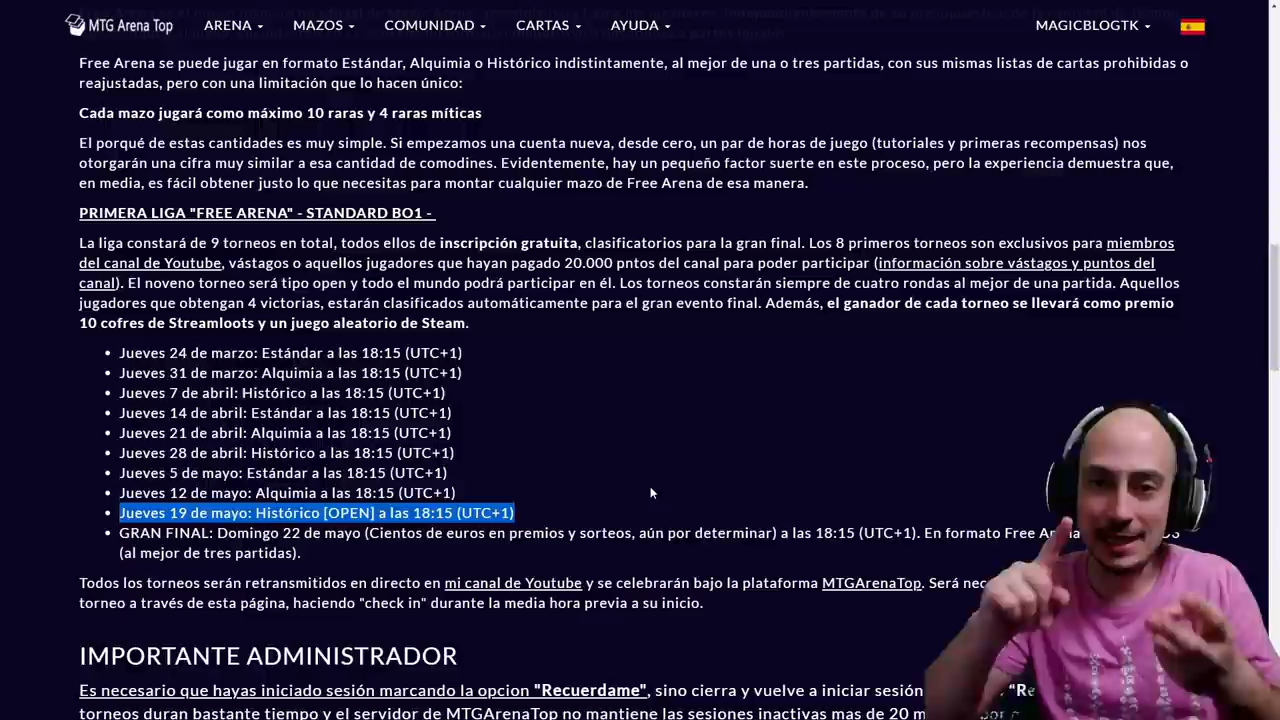 MTG Arena Top ARENA MAZOS COMUNIDAD CARTAS AYUDA MAGICBLOGTK
Free Arena se puede jugar en formato Estándar, Alquimia o Histórico indistintamente, al mejor de una o tres partidas, con sus mismas listas de cartas prohibidas o
reajustadas, pero con una limitación que lo hacen único:
Cada mazo jugará como máximo 10 raras y 4 raras míticas
El porqué de estas cantidades es muy simple. Si empezamos una cuenta nueva, desde cero, un par de horas de juego (tutoriales y primeras recompensas) nos
otorgarán una cifra muy similar a esa cantidad de comodines. Evidentemente, hay un pequeño factor suerte en este proceso, pero la experiencia demuestra que,
en media, es fácil obtener justo lo que necesitas para montar cualquier mazo de Free Arena de esa manera.
PRIMERA LIGA "FREE ARENA" - STANDARD BO1 -
La liga constará de 9 torneos en total, todos ellos de inscripción gratuita, clasificatorios para la gran final. Los 8 primeros torneos son exclusivos para miembros
del canal de Youtube, vástagos o aquellos jugadores que hayan pagado 20.000 pntos del canal para poder participar (información sobre vástagos y puntos del
canal). El noveno torneo será tipo open y todo el mundo podrá participar en él. Los torneos constarán siempre de cuatro rondas al mejor de una partida. Aquellos
jugadores que obtengan 4 victorias, estarán clasificados automáticamente para el gran evento final. Además, el ganador de cada torneo se llevará como premio
10 cofres de Streamloots y un juego aleatorio de Steam.
• Jueves 24 de marzo: Estándar a las 18:15 (UTC+1)
• Jueves 31 de marzo: Alquimia a las 18:15 (UTC+1)
• Jueves 7 de abril: Histórico a las 18:15 (UTC+1)
• Jueves 14 de abril: Estándar a las 18:15 (UTC+1)
• Jueves 21 de abril: Alquimia a las 18:15 (UTC+1)
• Jueves 28 de abril: Histórico a las 18:15 (UTC+1)
• Jueves 5 de mayo: Estándar a las 18:15 (UTC+1)
• Jueves 12 de mayo: Alquimia a las 18:15 (UTC+1)
• Jueves 19 de mayo: Histórico [OPEN] a las 18:15 (UTC+1)
• GRAN FINAL: Domingo 22 de mayo (Cientos de euros en premios y sorteos, aún por determinar) a las 18:15 (UTC+1). En formato Free
(al mejor de tres partidas).
Todos los torneos serán retransmitidos en directo en mi canal de Youtube y se celebrarán bajo la plataforma MTGArenaTop. Será
torneo a través de esta página, haciendo "check in" durante la media hora previa a su inicio.
IMPORTANTE ADMINISTRADOR
Es necesario que hayas iniciado sesión marcando la opcion "Recuerdame", sino cierra y vuelve a iniciar sesión
torneos duran bastante tiempo y el servidor de MTGArenaTop no mantiene las sesiones inactivas mas de 20